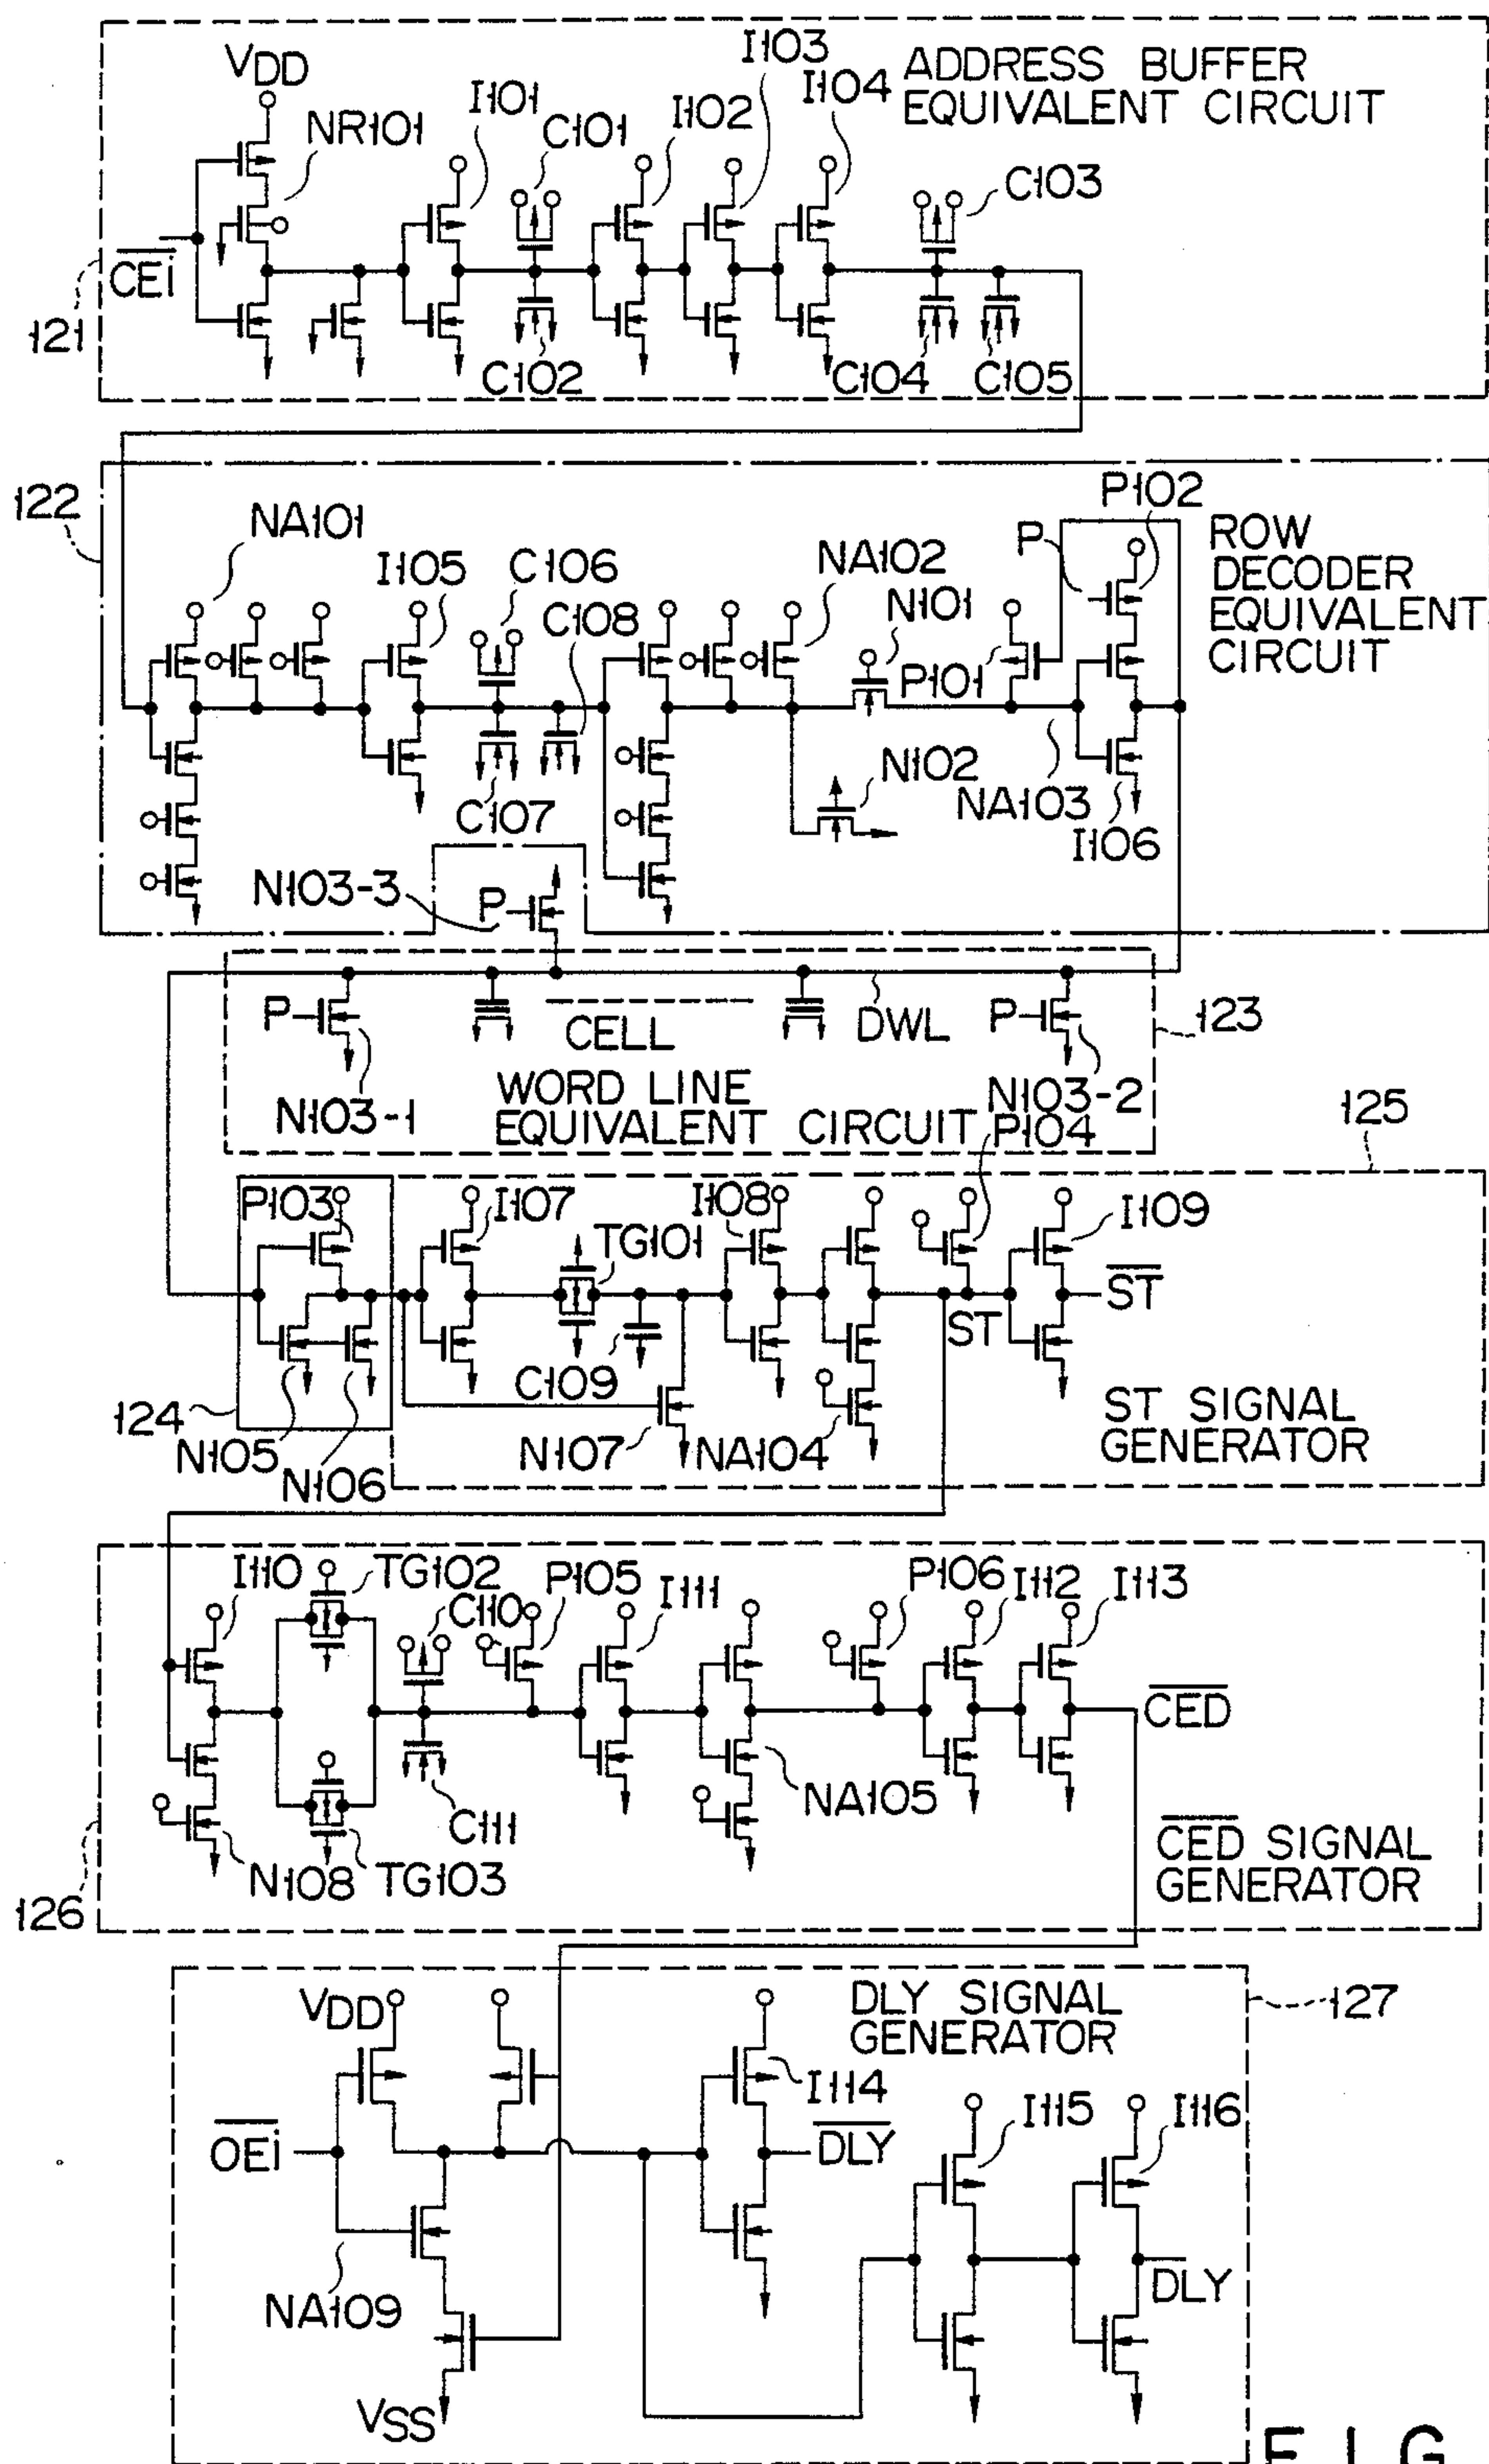 VDD
NR101
I101
C101
I102
I103
I104
ADDRESS BUFFER
EQUIVALENT CIRCUIT
C103
CEi
121
C102
C104
C105
122
NA101
I105
C106
C108
NA102
N101
P101
P
P102
ROW
DECODER
EQUIVALENT
CIRCUIT
C107
N102
NA103
I106
N103-3
P
P
CELL
DWL
P
123
WORD LINE
EQUIVALENT CIRCUIT
N103-1
N103-2
P104
125
P103
I107
TG101
I108
I109
ST
ST
C109
124
N105
N106
N107
NA104
ST SIGNAL
GENERATOR
I110
TG102
C110
P105
I111
P106
I112
I113
CED
NA105
C111
N108
TG103
CED SIGNAL
GENERATOR
126
VDD
DLY SIGNAL
GENERATOR
127
I114
OEi
DLY
I115
I116
NA109
DLY
VSS
FIG